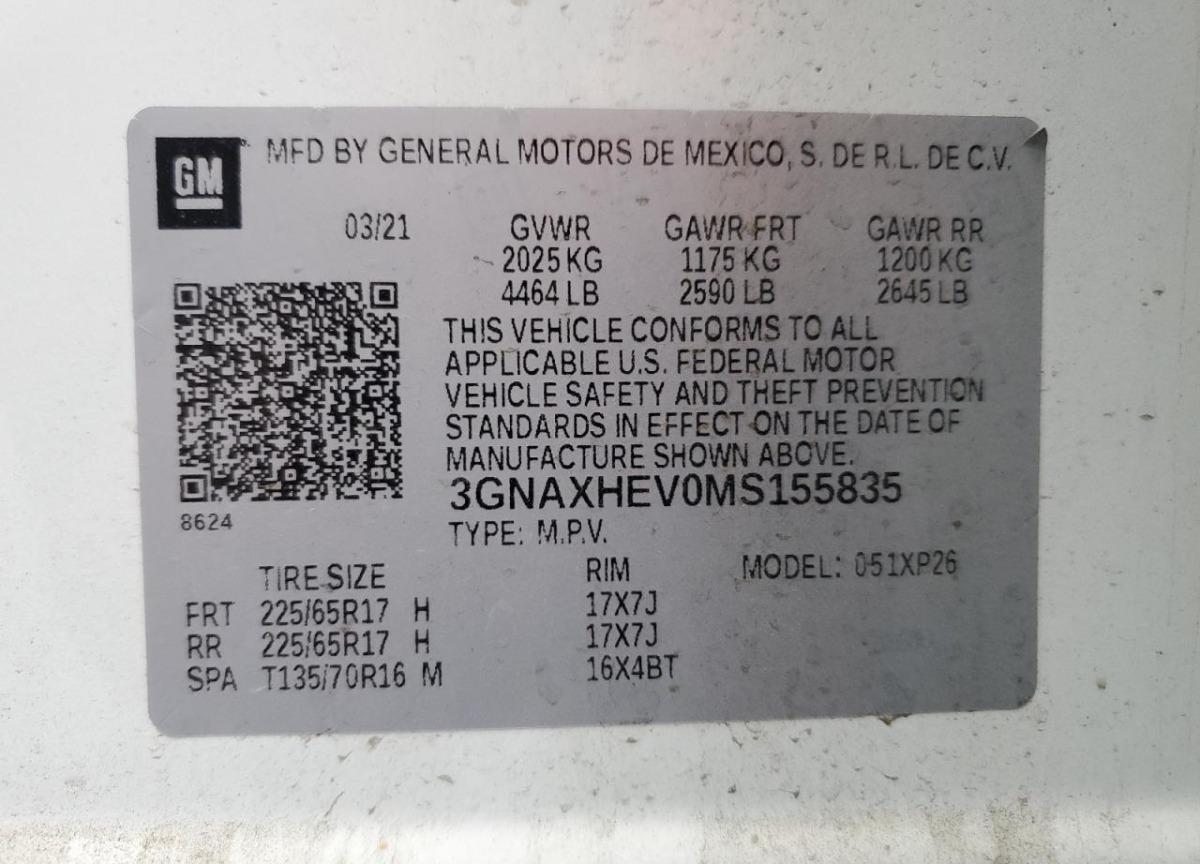 GM MFD BY GENERAL MOTORS DE MEXICO, S. DE R.L. DE C.V.
03/21 GVWR GAWR FRT GAWR RR
2025 KG 1175 KG 1200 KG
4464 LB 2590 LB 2645 LB
THIS VEHICLE CONFORMS TO ALL
APPLICABLE U.S. FEDERAL MOTOR
VEHICLE SAFETY AND THEFT PREVENTION
STANDARDS IN EFFECT ON THE DATE OF
MANUFACTURE SHOWN ABOVE.
3GNAXHEV0MS155835
8624
TYPE: M.P.V.
TIRE SIZE RIM MODEL: 051XP26
FRT 225/65R17 H 17X7J
RR 225/65R17 H 17X7J
SPA T135/70R16 M 16X4BT